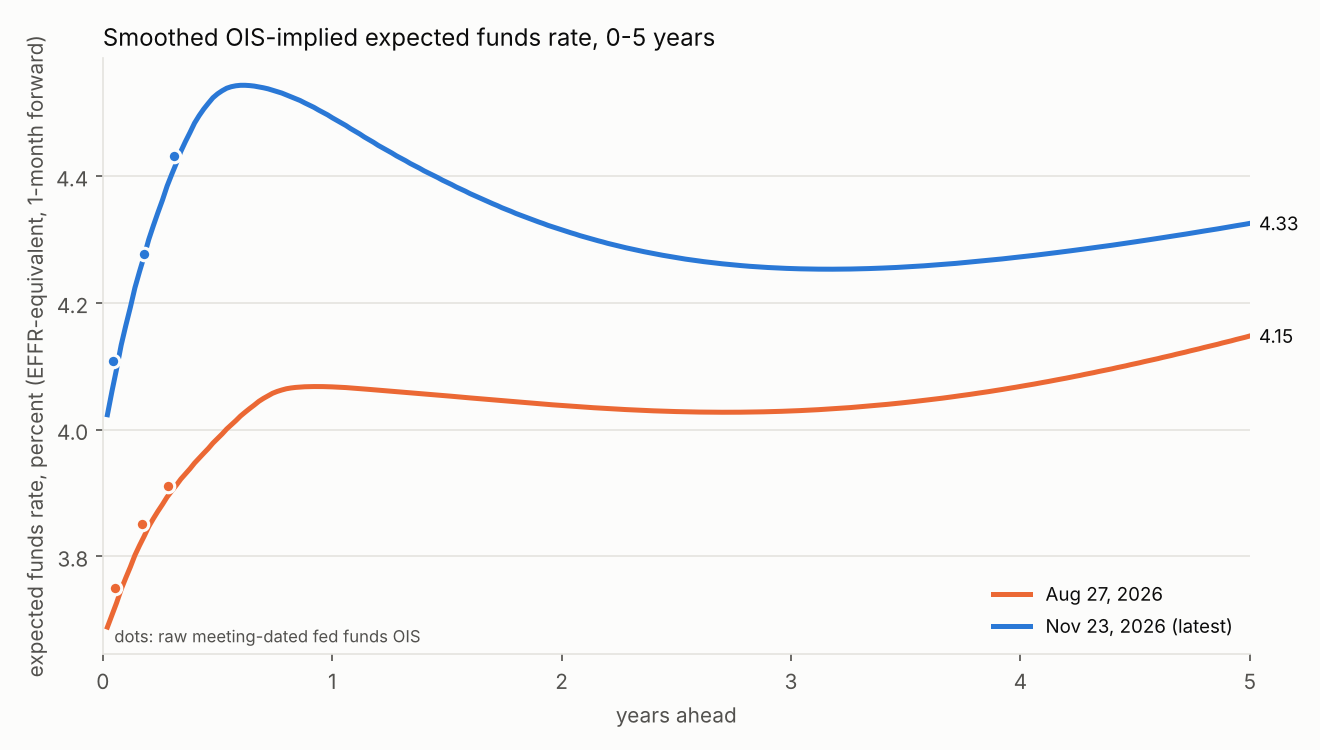 Smoothed OIS-implied expected funds rate, 0-5 years
expected funds rate, percent (EFFR-equivalent, 1-month forward)
4.4
4.2
4.0
3.8
4.33
4.15
Aug 27, 2026
Nov 23, 2026 (latest)
dots: raw meeting-dated fed funds OIS
0 1 2 3 4 5
years ahead